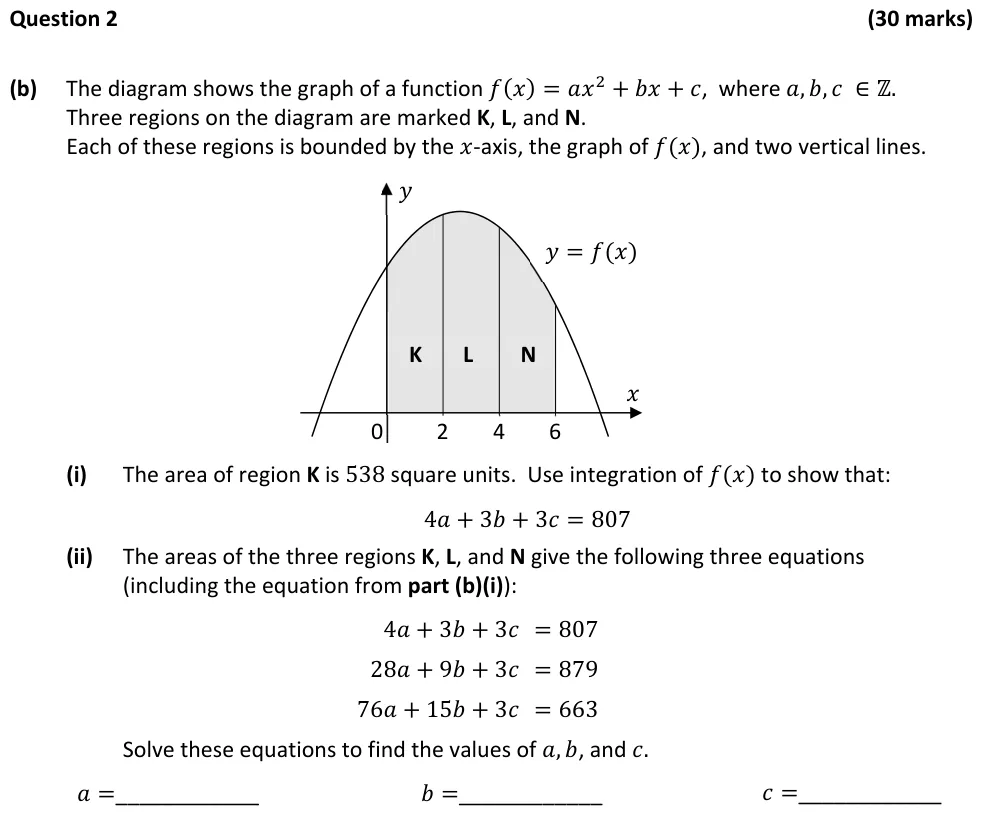 Question 2 (30 marks)
(b) The diagram shows the graph of a function f(x) = ax² + bx + c, where a, b, c ∈ ℤ.
Three regions on the diagram are marked K, L, and N.
Each of these regions is bounded by the x-axis, the graph of f(x), and two vertical lines.
y
y = f(x)
K L N
x
0 2 4 6
(i) The area of region K is 538 square units. Use integration of f(x) to show that:
4a + 3b + 3c = 807
(ii) The areas of the three regions K, L, and N give the following three equations
(including the equation from part (b)(i)):
4a + 3b + 3c = 807
28a + 9b + 3c = 879
76a + 15b + 3c = 663
Solve these equations to find the values of a, b, and c.
a =____________ b =____________ c =____________